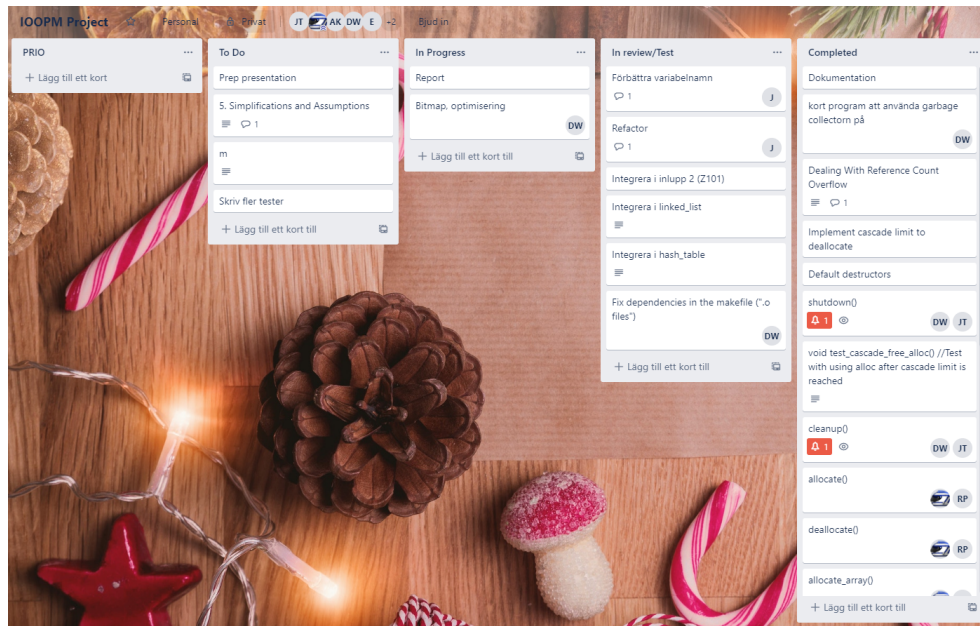 IOOPM Project
Personal
Privat
JT AK DW E +2
Bjud in
PRIO
+ Lägg till ett kort
To Do
Prep presentation
5. Simplifications and Assumptions
1
m
Skriv fler tester
+ Lägg till ett kort till
In Progress
Report
Bitmap, optimisering
DW
+ Lägg till ett kort till
In review/Test
Förbättra variabelnamn
1
J
Refactor
1
J
Integrera i inlupp 2 (Z101)
Integrera i linked_list
Integrera i hash_table
Fix dependencies in the makefile (".o
files")
DW
+ Lägg till ett kort till
Completed
Dokumentation
kort program att använda garbage
collectorn på
DW
Dealing With Reference Count
Overflow
1
Implement cascade limit to
deallocate
Default destructors
shutdown()
1
DW JT
void test_cascade_free_alloc() //Test
with using alloc after cascade limit is
reached
cleanup()
1
DW JT
allocate()
RP
deallocate()
RP
allocate_array()
+ Lägg till ett kort till